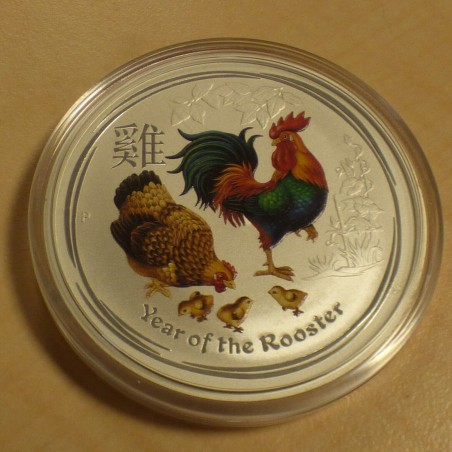 雞
Year of the Rooster